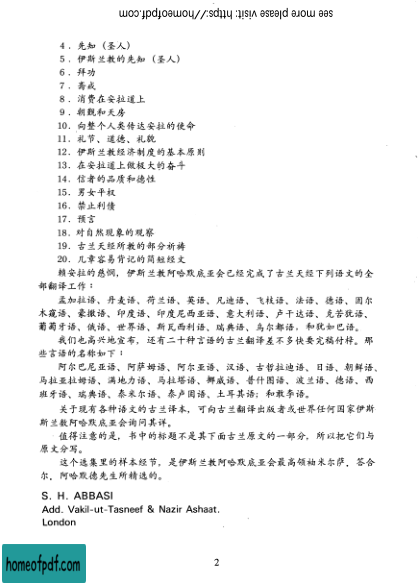 see more please visit: https://homeofpdf.com
4．先知（圣人）
5．伊斯兰教的先知（圣人）
6．拜功
7．斋戒
8．消费在安拉道上
9．朝觐和天房
10．向整个人类传达安拉的使命
11．礼节、道德、礼貌
12．伊斯兰教经济制度的基本原则
13．在安拉道上做极大的奋斗
14．信者的品质和德性
15．男女平权
16．禁止利债
17．预言
18．对自然现象的观察
19．古兰天经所教的部分祈祷
20．几章容易背记的简短经文
赖安拉的慈悯，伊斯兰教阿哈默底亚会已经完成了古兰天经下列语文的全
部翻译工作：
孟加拉语、丹麦语、荷兰语、英语、凡迪语、飞枝语、法语、德语、固尔
木窥语、豪撒语、印度语、印度尼西亚语、意大利语、卢干达语、克苦犹语、
葡萄牙语、俄语、世界语、斯瓦西利语、瑞典语、乌尔都语，和犹如巴语。
我们也高兴地宣布，还有二十种言语的古兰翻译差不多快要完稿付梓。那
些言语的名称如下：
阿尔巴尼亚语、阿萨姆语、阿尔亚语、汉语、古哲拉迪语、日语、朝鲜语、
马拉亚拉姆语、满地力语、马拉塔语、挪威语、普什图语、波兰语、德语、西
班牙语、瑞典语、泰米尔语、泰卢固语、土耳其语；和敕李语。
关于现有各种语文的古兰译本，可向古兰翻译出版者或世界任何国家伊斯
斯兰教阿哈默底亚会询问其详。
值得注意的是，书中的标题不是其下面古兰原文的一部分，所以把它们与
原文分写。
这个选集里的样本经节，是伊斯兰教阿哈默底亚会最高领袖米尔萨，答合
尔，阿哈默德先生所精选的。
S. H. ABBASI
Add. Vakil-ut-Tasneef & Nazir Ashaat.
London
2
homeofpdf.com